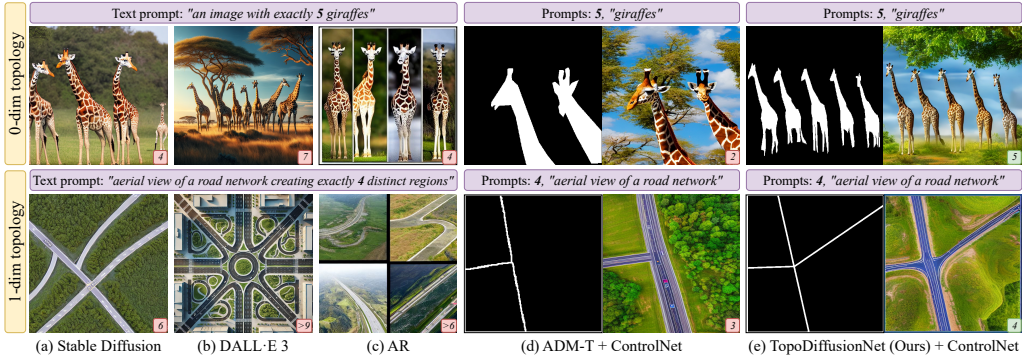 0-dim topology
Text prompt: "an image with exactly 5 giraffes"
Prompts: 5, "giraffes"
Prompts: 5, "giraffes"
4
7
4
2
5
1-dim topology
Text prompt: "aerial view of a road network creating exactly 4 distinct regions"
Prompts: 4, "aerial view of a road network"
Prompts: 4, "aerial view of a road network"
6
>9
>6
3
4
(a) Stable Diffusion
(b) DALL·E 3
(c) AR
(d) ADM-T + ControlNet
(e) TopoDiffusionNet (Ours) + ControlNet